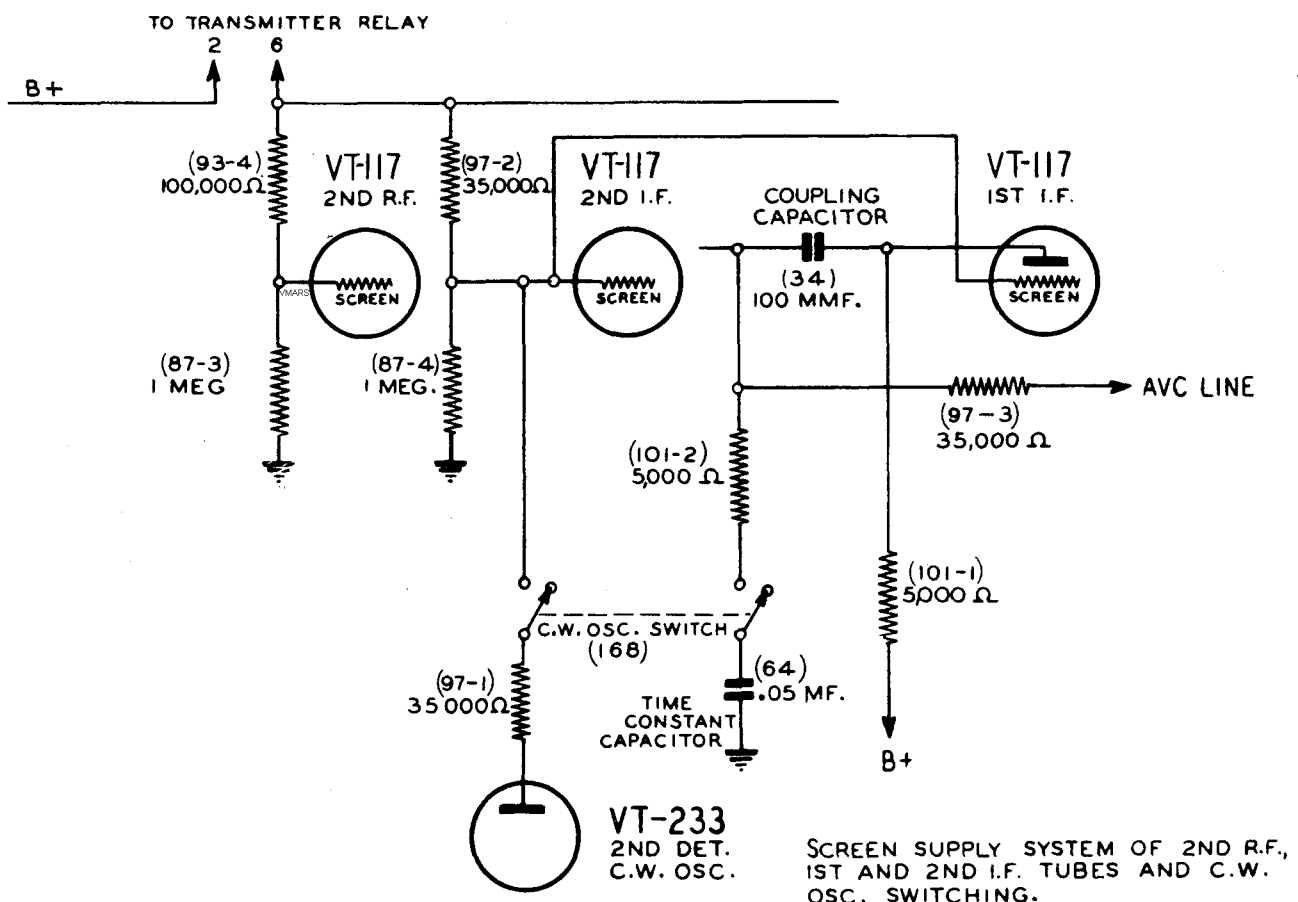 TO TRANSMITTER RELAY
2 6
B+
(93-4)
100,000Ω
VT-117
2ND R.F.
(97-2)
35,000Ω
VT-117
2ND I.F.
COUPLING
CAPACITOR
(34)
100 MMF.
VT-117
1ST I.F.
VMARS
SCREEN
SCREEN
SCREEN
(87-3)
1 MEG
(87-4)
1 MEG.
AVC LINE
(97-3)
35,000 Ω
(101-2)
5,000 Ω
(101-1)
5,000 Ω
C.W. OSC. SWITCH
(168)
(97-1)
35000Ω
(64)
.05 MF.
TIME
CONSTANT
CAPACITOR
B+
VT-233
2ND DET.
C.W. OSC.
SCREEN SUPPLY SYSTEM OF 2ND R.F.,
1ST AND 2ND I.F. TUBES AND C.W.
OSC. SWITCHING.